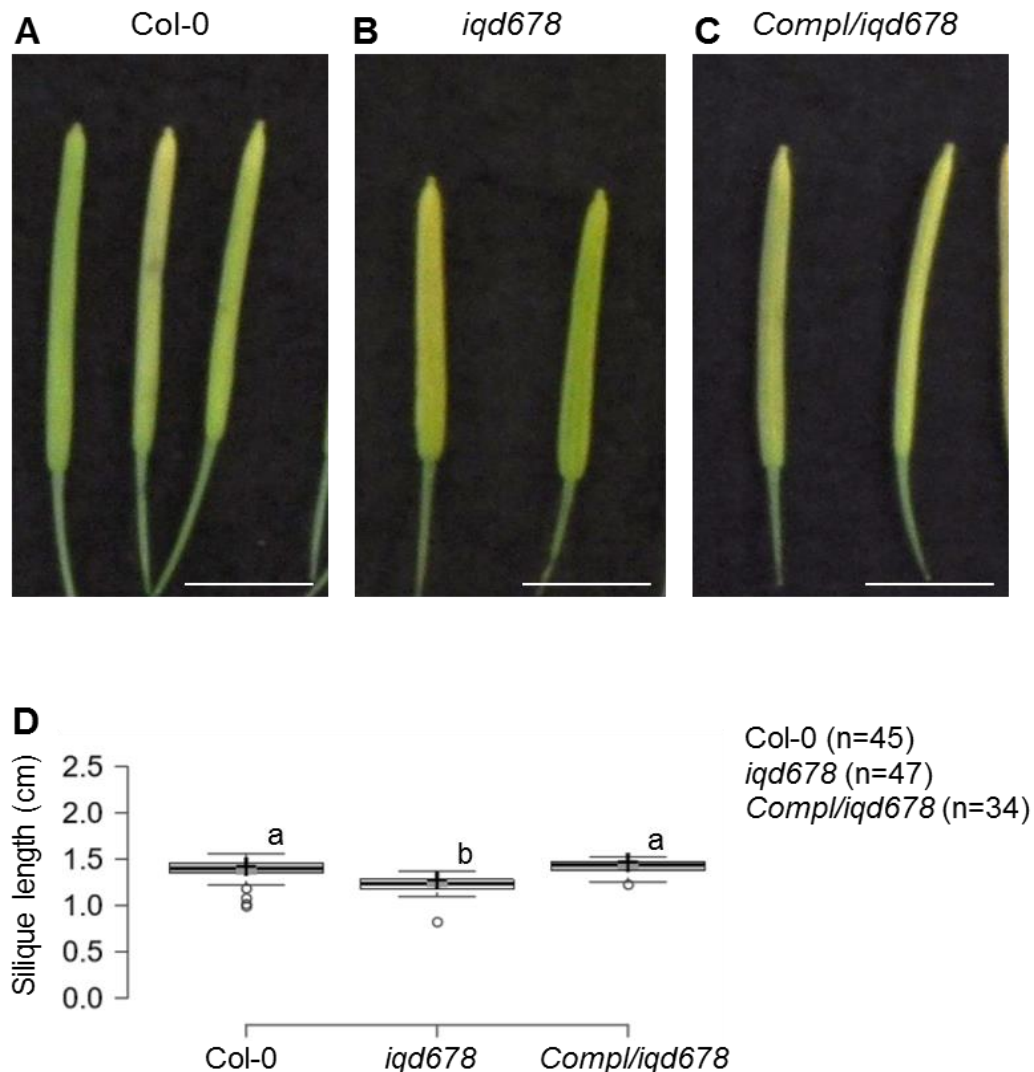 A Col-0
B iqd678
C Compl/iqd678
D
Silique length (cm)
2.5
2.0
1.5
1.0
0.5
0.0
a
b
a
Col-0
iqd678
Compl/iqd678
Col-0 (n=45)
iqd678 (n=47)
Compl/iqd678 (n=34)